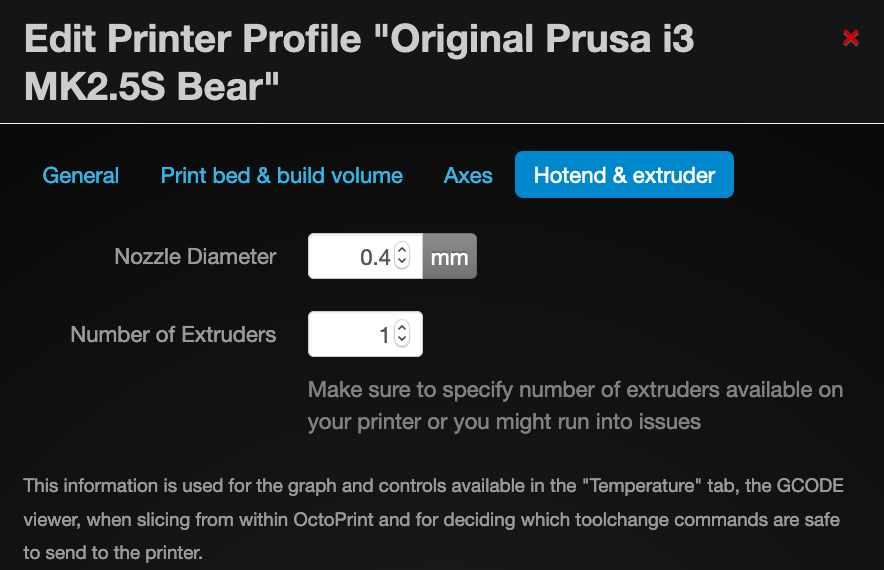 Edit Printer Profile "Original Prusa i3
MK2.5S Bear"
General Print bed & build volume Axes Hotend & extruder
Nozzle Diameter 0.4 mm
Number of Extruders 1
Make sure to specify number of extruders available on
your printer or you might run into issues
This information is used for the graph and controls available in the "Temperature" tab, the GCODE
viewer, when slicing from within OctoPrint and for deciding which toolchange commands are safe
to send to the printer.